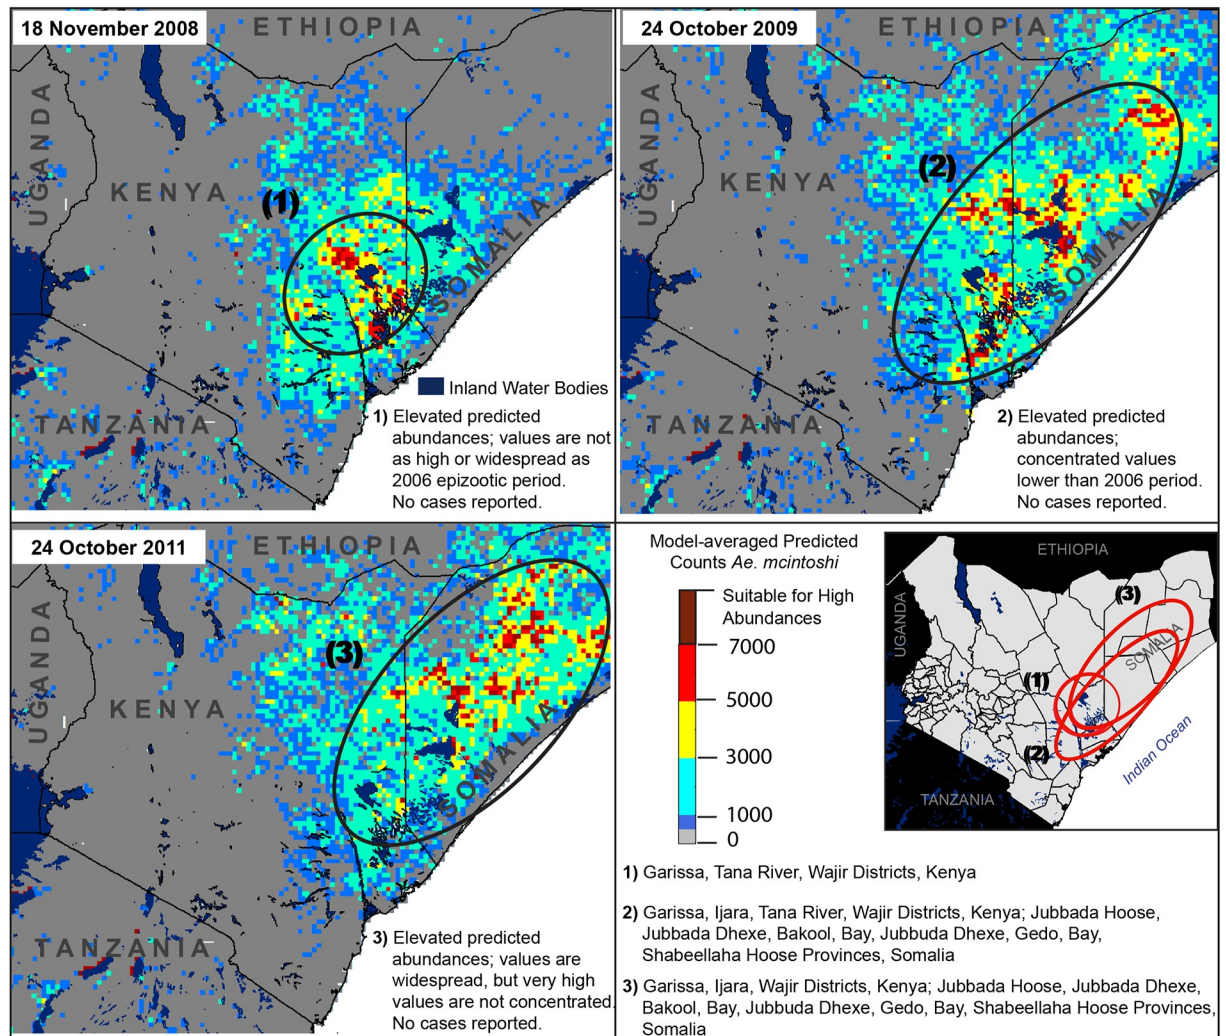 18 November 2008
ETHIOPIA
UGANDA
KENYA
(1)
SOMALIA
Inland Water Bodies
TANZANIA
1) Elevated predicted
abundances; values are not
as high or widespread as
2006 epizootic period.
No cases reported.
24 October 2009
ETHIOPIA
UGANDA
KENYA
(2)
SOMALIA
TANZANIA
2) Elevated predicted
abundances;
concentrated values
lower than 2006 period.
No cases reported.
24 October 2011
ETHIOPIA
UGANDA
KENYA
(3)
SOMALIA
TANZANIA
3) Elevated predicted
abundances; values are
widespread, but very high
values are not concentrated.
No cases reported.
Model-averaged Predicted
Counts Ae. mcintoshi
Suitable for High
Abundances
7000
5000
3000
1000
0
ETHIOPIA
UGANDA
(3)
SOMALIA
(1)
(2)
Indian Ocean
TANZANIA
1) Garissa, Tana River, Wajir Districts, Kenya
2) Garissa, Ijara, Tana River, Wajir Districts, Kenya; Jubbada Hoose,
Jubbada Dhexe, Bakool, Bay, Jubbuda Dhexe, Gedo, Bay,
Shabeellaha Hoose Provinces, Somalia
3) Garissa, Ijara, Wajir Districts, Kenya; Jubbada Hoose, Jubbada Dhexe,
Bakool, Bay, Jubbuda Dhexe, Gedo, Bay, Shabeellaha Hoose Provinces,
Somalia